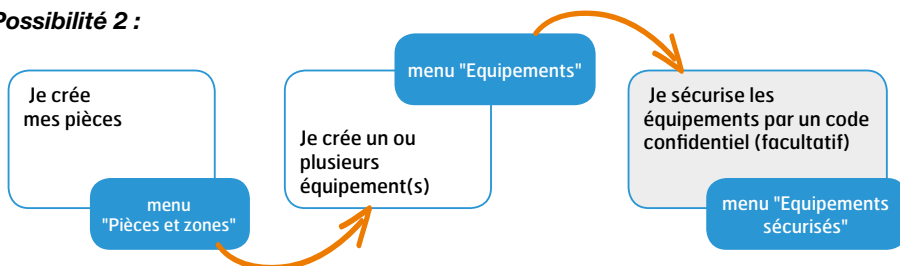 Possibilité 2 :
Je crée
mes pièces
menu
"Pièces et zones"
menu "Equipements"
Je crée un ou
plusieurs
équipement(s)
Je sécurise les
équipements par un code
confidentiel (facultatif)
menu "Equipements
sécurisés"